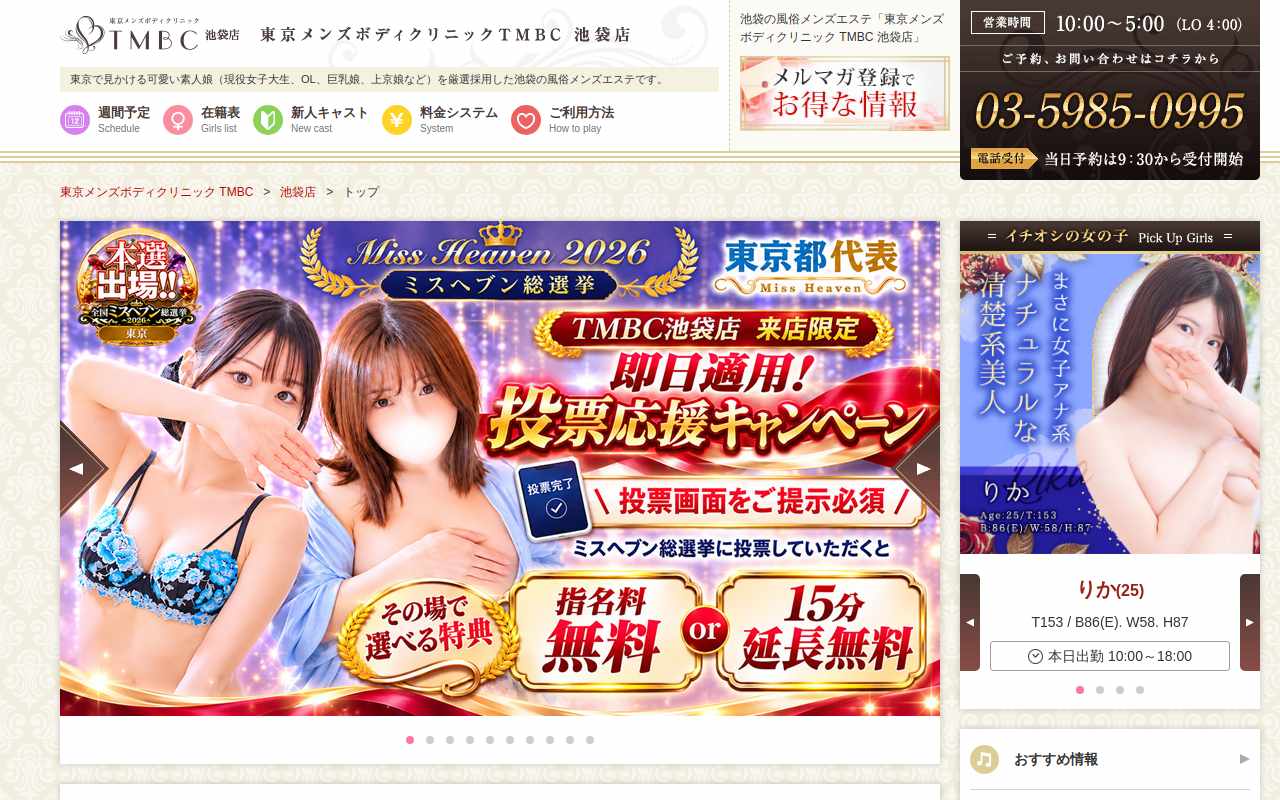 東京メンズボディクリニック
TMBC 池袋店
東京メンズボディクリニックTMBC 池袋店
東京で見かける可愛い素人娘（現役女子大生、OL、巨乳娘、上京娘など）を厳選採用した池袋の風俗メンズエステです。
週間予定
Schedule
在籍表
Girls list
新人キャスト
New cast
料金システム
System
ご利用方法
How to play
池袋の風俗メンズエステ「東京メンズ
ボディクリニック TMBC 池袋店」
メルマガ登録で
お得な情報
営業時間 10:00～5:00 (LO 4:00)
ご予約、お問い合わせはコチラから
03-5985-0995
電話受付 当日予約は9:30から受付開始
東京メンズボディクリニック TMBC > 池袋店 > トップ
本選
出場!!
全国ミスヘブン総選挙
2026
東京
Miss Heaven 2026
ミスヘブン総選挙
東京都代表
Miss Heaven
TMBC池袋店 来店限定
即日適用!
投票応援キャンペーン
投票完了
\ 投票画面をご提示必須 /
ミスヘブン総選挙に投票していただくと
その場で
選べる特典
指名料
無料
or
15分
延長無料
= イチオシの女の子 Pick Up Girls =
まさに女子アナ系
ナチュラルな
清楚系美人
Rika
りか
Age:25/T:153
B:86(E)/W:58/H:87
りか(25)
T153 / B86(E). W58. H87
本日出勤 10:00～18:00
おすすめ情報